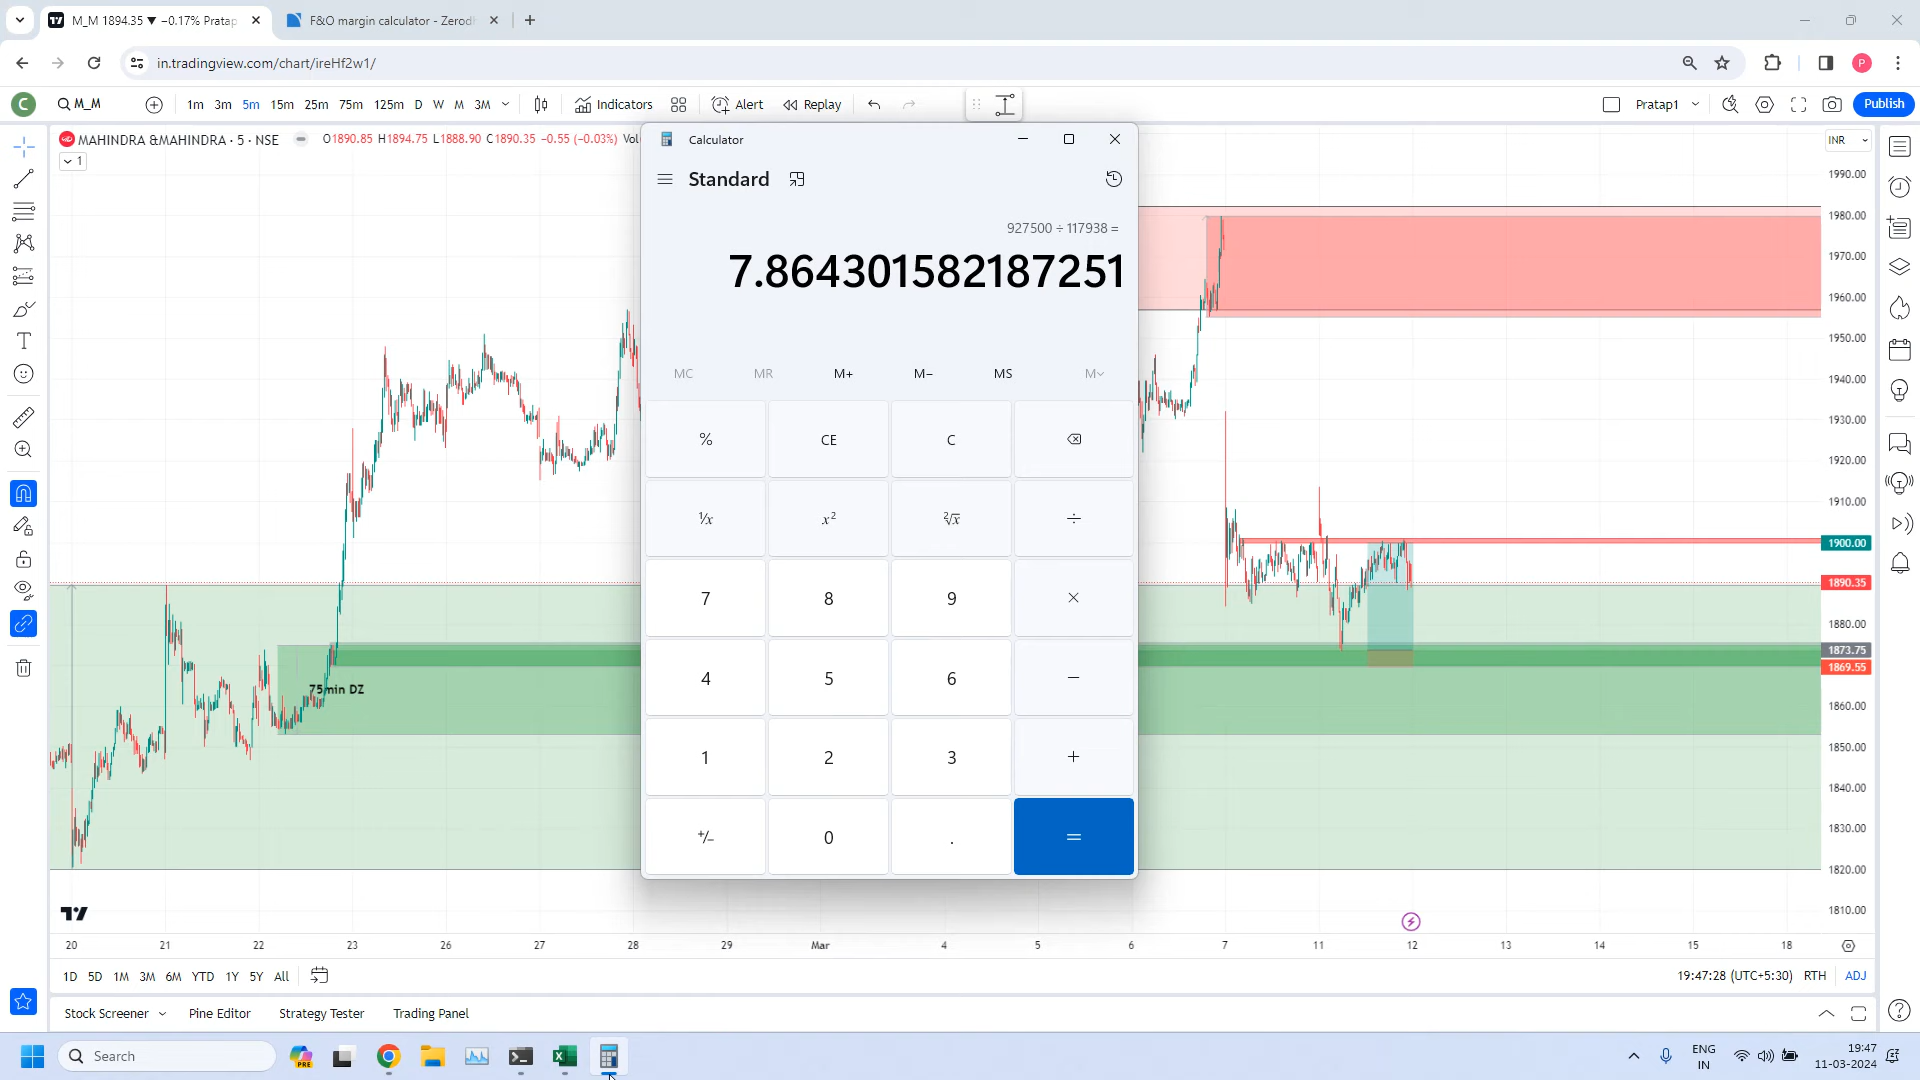 M_M 1894.35 ▼ −0.17% Pratap
F&O margin calculator - Zerod
in.tradingview.com/chart/ireHf2w1/
P
C
M_M
1m 3m 5m 15m 25m 75m 125m D W M 3M
Indicators
Alert
Replay
Pratap1
Publish
MAHINDRA &MAHINDRA · 5 · NSE
O1890.85 H1894.75 L1888.90 C1890.35 −0.55 (−0.03%) Vol
1
INR
Calculator
Standard
927500 ÷ 117938 =
7.864301582187251
MC MR M+ M− MS M˅
% CE C
¹/x x² ²√x ÷
7 8 9 ×
4 5 6 −
1 2 3 +
+/− 0 . =
75min DZ
1990.00
1980.00
1970.00
1960.00
1950.00
1940.00
1930.00
1920.00
1910.00
1900.00
1890.35
1880.00
1873.75
1869.55
1860.00
1850.00
1840.00
1830.00
1820.00
1810.00
20 21 22 23 26 27 28 29 Mar 4 5 6 7 11 12 13 14 15 18
1D 5D 1M 3M 6M YTD 1Y 5Y All
19:47:28 (UTC+5:30) RTH ADJ
Stock Screener Pine Editor Strategy Tester Trading Panel
Search
PRE
ENG
IN
19:47
11-03-2024